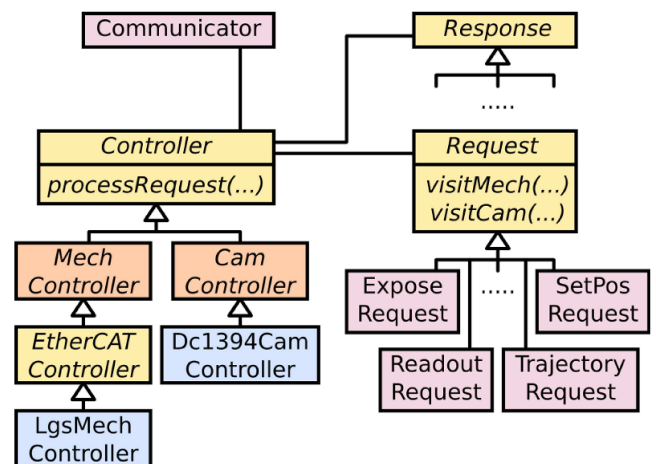 Communicator
Response
.....
Controller
processRequest(...)
Request
visitMech(...)
visitCam(...)
Mech
Controller
Cam
Controller
Expose
Request
.....
SetPos
Request
EtherCAT
Controller
Dc1394Cam
Controller
Readout
Request
Trajectory
Request
LgsMech
Controller